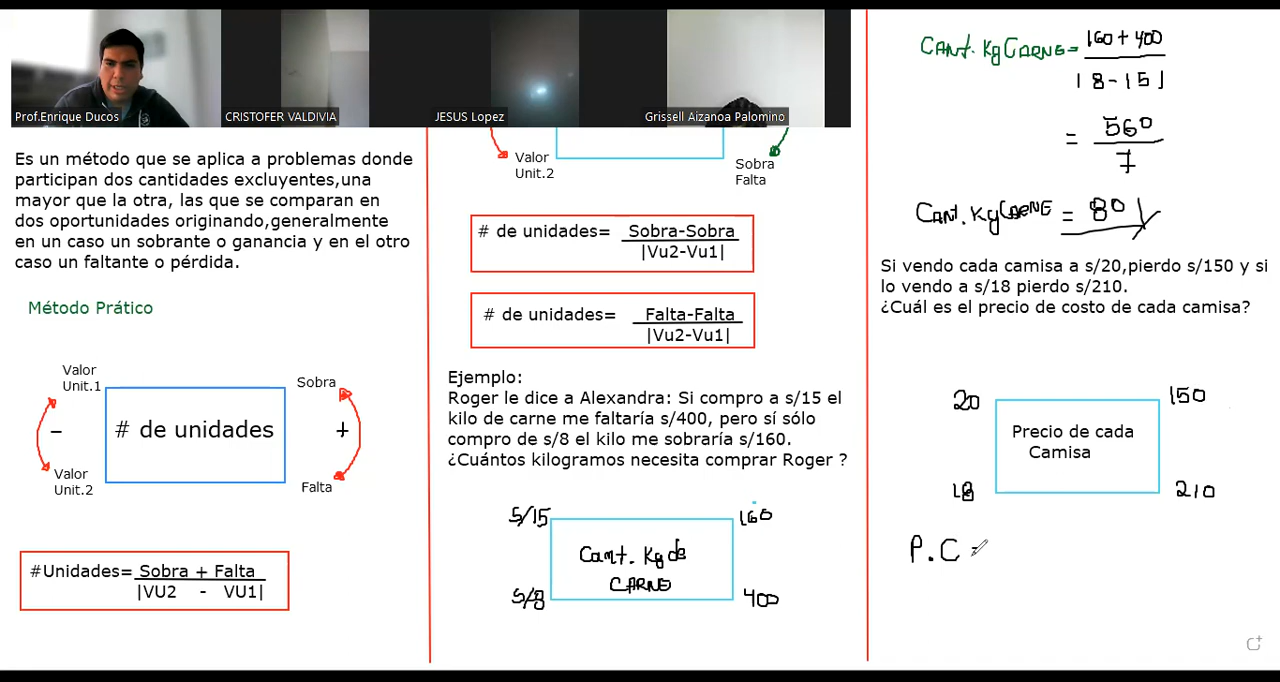 Prof.Enrique Ducos
CRISTOFER VALDIVIA
JESUS Lopez
Grissell Aizanoa Palomino
Es un método que se aplica a problemas donde
participan dos cantidades excluyentes,una
mayor que la otra, las que se comparan en
dos oportunidades originando,generalmente
en un caso un sobrante o ganancia y en el otro
caso un faltante o pérdida.
Método Prático
Valor
Unit.1
Sobra
-
# de unidades
+
Valor
Unit.2
Falta
#Unidades= Sobra + Falta
|VU2 - VU1|
Valor
Unit.2
Sobra
Falta
# de unidades= Sobra-Sobra
|Vu2-Vu1|
# de unidades= Falta-Falta
|Vu2-Vu1|
Ejemplo:
Roger le dice a Alexandra: Si compro a s/15 el
kilo de carne me faltaría s/400, pero sí sólo
compro de s/8 el kilo me sobraría s/160.
¿Cuántos kilogramos necesita comprar Roger ?
S/15
160
Cant. Kg de
CARNE
S/8
400
CANT. Kg CARNE = 160 + 400
| 8 - 15 |
= 560
7
CANT. Kg CARNE = 80
Si vendo cada camisa a s/20,pierdo s/150 y si
lo vendo a s/18 pierdo s/210.
¿Cuál es el precio de costo de cada camisa?
20
150
Precio de cada
Camisa
18
210
P.C =